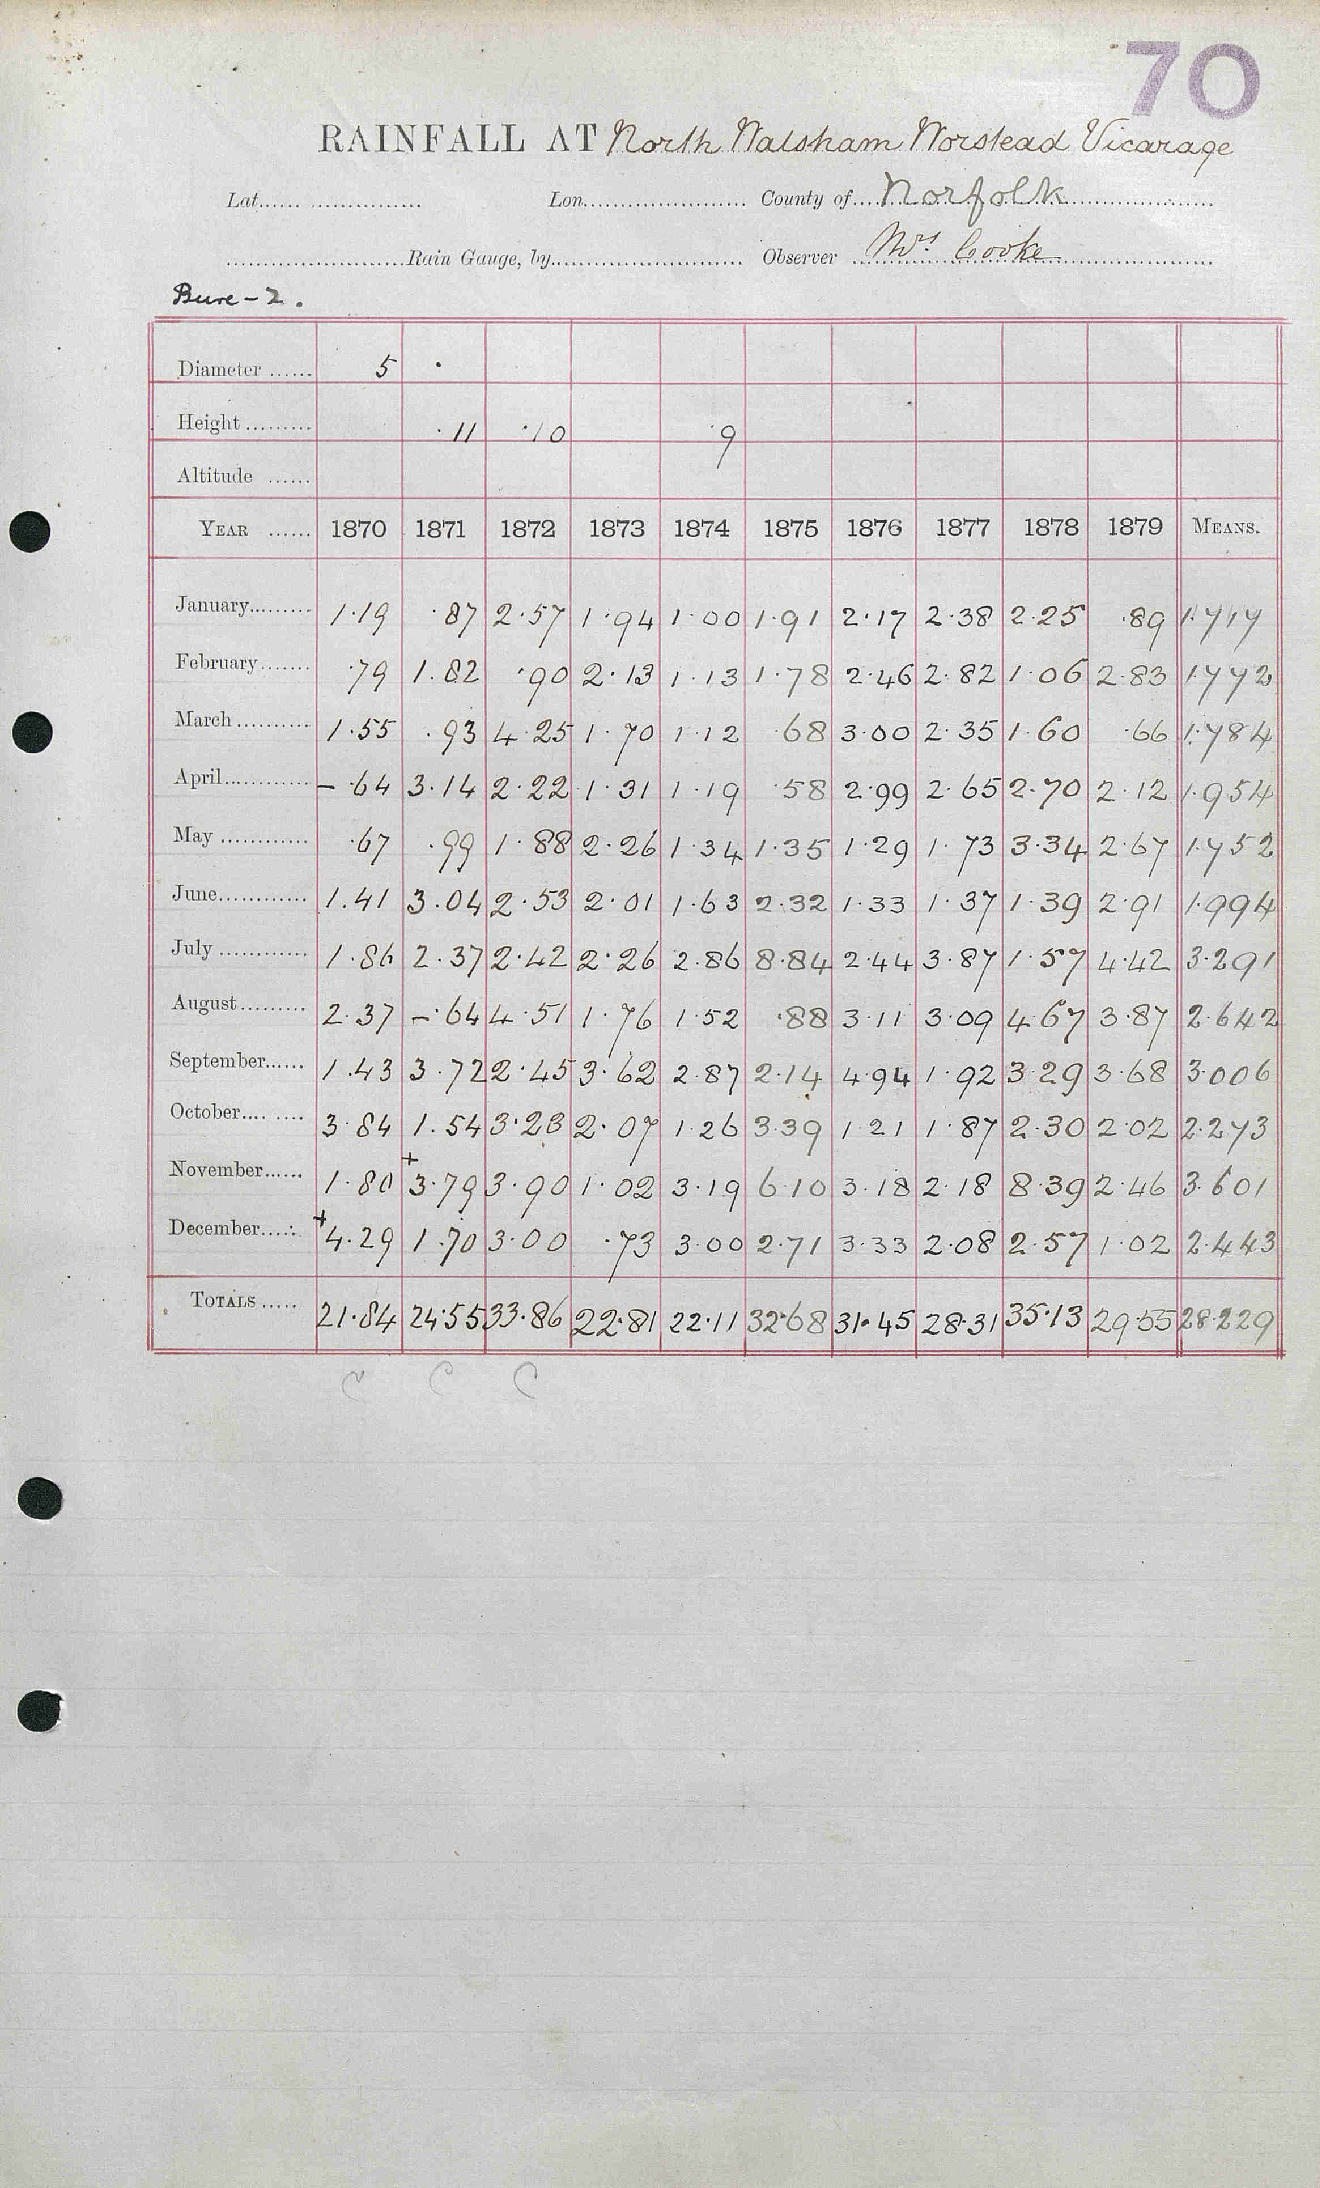 70
RAINFALL AT North Walsham Worstead Vicarage
Lat. Lon. County of Norfolk
Rain Gauge, by Observer Mrs Cooke
Bure - 2.
Diameter 5
Height .11 .10 9
Altitude
YEAR 1870 1871 1872 1873 1874 1875 1876 1877 1878 1879 MEANS.
January 1.19 .87 2.57 1.94 1.00 1.91 2.17 2.38 2.25 .89 1.717
February .79 1.82 .90 2.13 1.13 1.78 2.46 2.82 1.06 2.83 1.772
March 1.55 .93 4.25 1.70 1.12 .68 3.00 2.35 1.60 .66 1.784
April – .64 3.14 2.22 1.31 1.19 .58 2.99 2.65 2.70 2.12 1.954
May .67 .99 1.88 2.26 1.34 1.35 1.29 1.73 3.34 2.67 1.752
June 1.41 3.04 2.53 2.01 1.63 2.32 1.33 1.37 1.39 2.91 1.994
July 1.86 2.37 2.42 2.26 2.86 8.84 2.44 3.87 1.57 4.42 3.291
August 2.37 – .64 4.51 1.76 1.52 .88 3.11 3.09 4.67 3.87 2.642
September 1.43 3.72 2.45 3.62 2.87 2.14 4.94 1.92 3.29 3.68 3.006
October 3.84 1.54 3.23 2.07 1.26 3.39 1.21 1.87 2.30 2.02 2.273
November 1.80 +3.79 3.90 1.02 3.19 6.10 3.18 2.18 8.39 2.46 3.601
December +4.29 1.70 3.00 .73 3.00 2.71 3.33 2.08 2.57 1.02 2.443
TOTALS 21.84 24.55 33.86 22.81 22.11 32.68 31.45 28.31 35.13 29.55 28.229
C C C